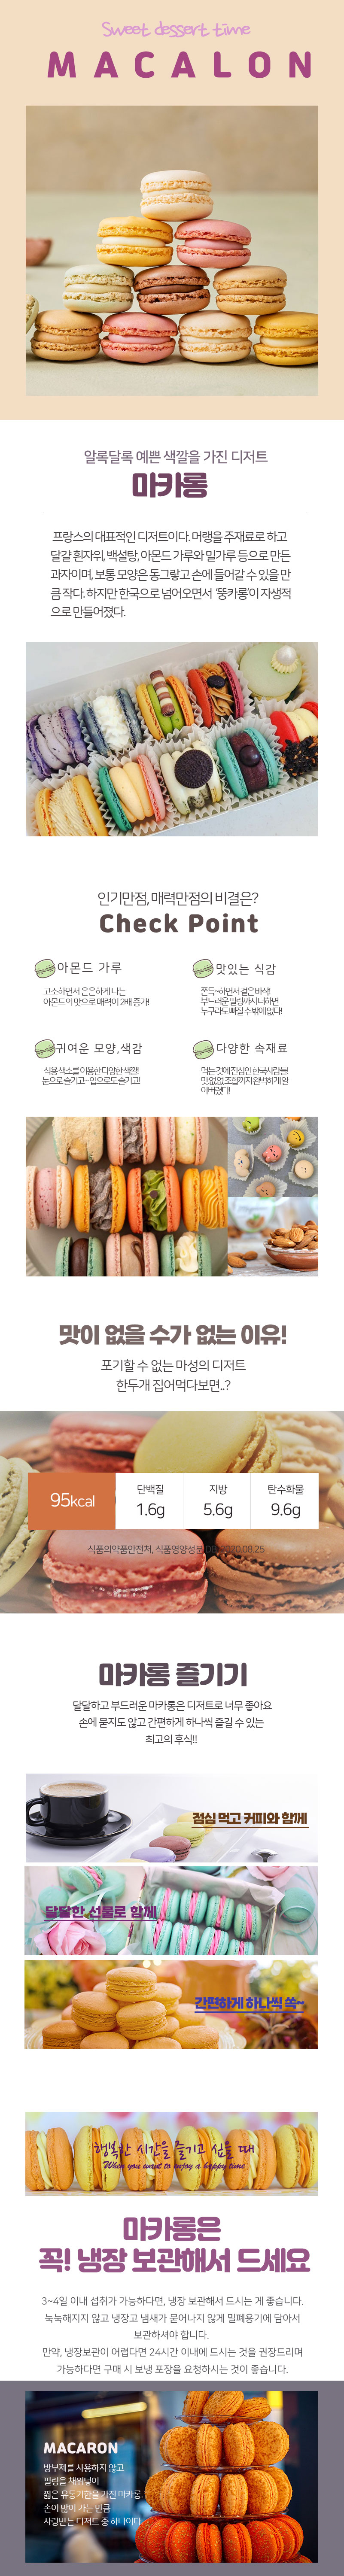 Sweet dessert time
MACALON
알록달록 예쁜 색깔을 가진 디저트
마카롱
프랑스의 대표적인 디저트이다. 머랭을 주재료로 하고
달걀 흰자위, 백설탕, 아몬드 가루와 밀가루 등으로 만든
과자이며, 보통 모양은 동그랗고 손에 들어갈 수 있을 만
큼 작다. 하지만 한국으로 넘어오면서 '뚱카롱'이 자생적
으로 만들어졌다.
인기만점, 매력만점의 비결은?
Check Point
아몬드 가루
고소하면서 은은하게 나는
아몬드의 맛으로 매력이 2배 증가!
맛있는 식감
쫀득~하면서 겉은 바삭!
부드러운 필링까지 더하면
누구라도 빠질 수 밖에 없다!
귀여운 모양,색감
식용색소를 이용한 다양한 색깔!
눈으로 즐기고~ 입으로도 즐기고!
다양한 속재료
먹는 것에 진심인 한국사람들!
맛없없 조합까지 완벽하게 알
아버렸다!
맛이 없을 수가 없는 이유!
포기할 수 없는 마성의 디저트
한두개 집어먹다보면..?
95kcal
단백질
1.6g
지방
5.6g
탄수화물
9.6g
식품의약품안전처, 식품영양성분 DB, 2020.08.25
마카롱 즐기기
달달하고 부드러운 마카롱은 디저트로 너무 좋아요
손에 묻지도 않고 간편하게 하나씩 즐길 수 있는
최고의 후식!!
점심 먹고 커피와 함께
달달한 선물로 함께
간편하게 하나씩 쏙~
행복한 시간을 즐기고 싶을 때
When you want to enjoy a happy time
마카롱은
꼭! 냉장 보관해서 드세요
3~4일 이내 섭취가 가능하다면, 냉장 보관해서 드시는 게 좋습니다.
눅눅해지지 않고 냉장고 냄새가 묻어나지 않게 밀폐용기에 담아서
보관하셔야 합니다.
만약, 냉장보관이 어렵다면 24시간 이내에 드시는 것을 권장드리며
가능하다면 구매 시 보냉 포장을 요청하시는 것이 좋습니다.
MACARON
방부제를 사용하지 않고
필링을 채워넣어
짧은 유통기한을 가진 마카롱.
손이 많이 가는 만큼
사랑받는 디저트 중 하나이다.